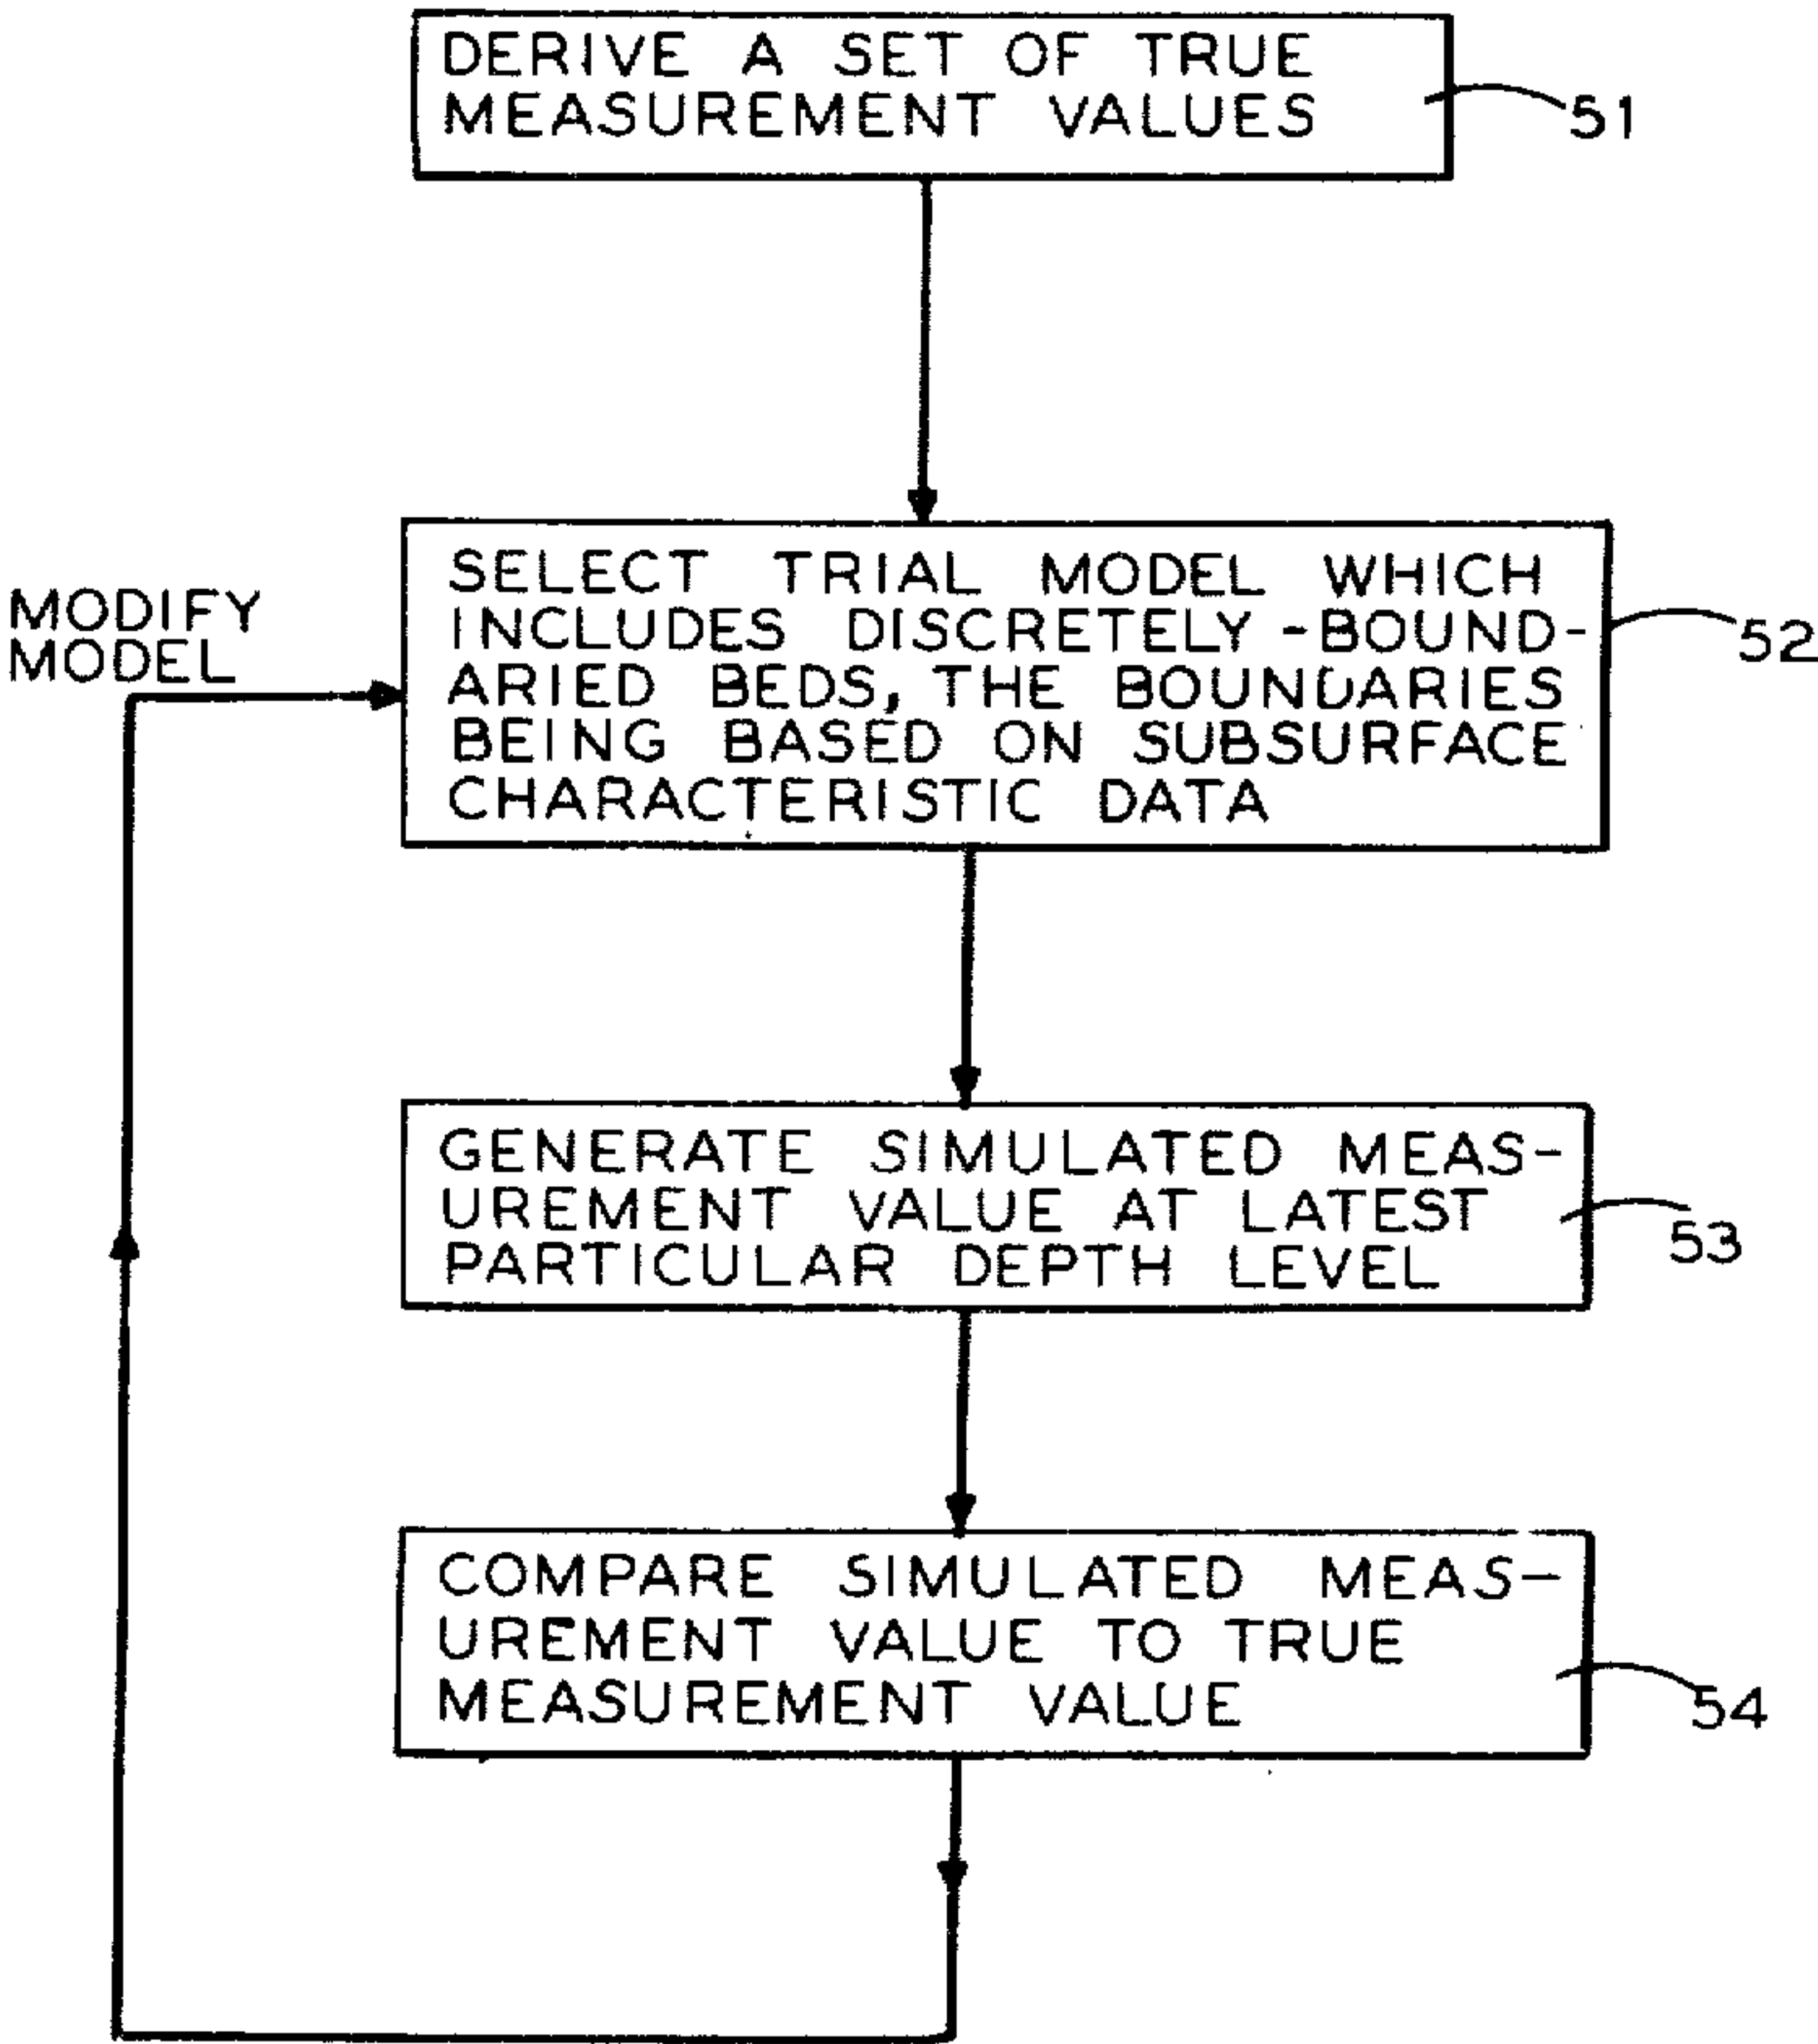 DERIVE A SET OF TRUE
MEASUREMENT VALUES
51
MODIFY
MODEL
SELECT TRIAL MODEL WHICH
INCLUDES DISCRETELY-BOUND-
ARIED BEDS, THE BOUNDARIES
BEING BASED ON SUBSURFACE
CHARACTERISTIC DATA
52
GENERATE SIMULATED MEAS-
UREMENT VALUE AT LATEST
PARTICULAR DEPTH LEVEL
53
COMPARE SIMULATED MEAS-
UREMENT VALUE TO TRUE
MEASUREMENT VALUE
54